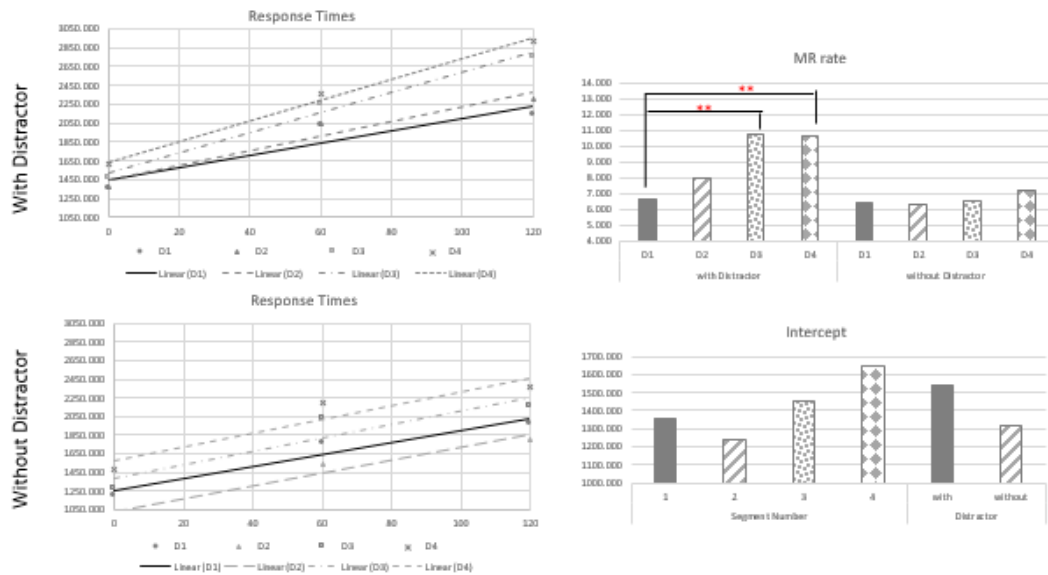 With Distractor
Response Times
3050.000
2850.000
2650.000
2450.000
2250.000
2050.000
1850.000
1650.000
1450.000
1250.000
1050.000
0 20 40 60 80 100 120
D1 D2 D3 D4
Linear (D1) Linear (D2) Linear (D3) Linear (D4)
MR rate
14.000
13.000
12.000
11.000
10.000
9.000
8.000
7.000
6.000
5.000
4.000
** **
D1 D2 D3 D4 D1 D2 D3 D4
with Distractor without Distractor
Without Distractor
Response Times
3050.000
2850.000
2650.000
2450.000
2250.000
2050.000
1850.000
1650.000
1450.000
1250.000
1050.000
0 20 40 60 80 100 120
D1 D2 D3 D4
Linear (D1) Linear (D2) Linear (D3) Linear (D4)
Intercept
1700.000
1600.000
1500.000
1400.000
1300.000
1200.000
1100.000
1000.000
1 2 3 4 with without
Segment Number Distractor